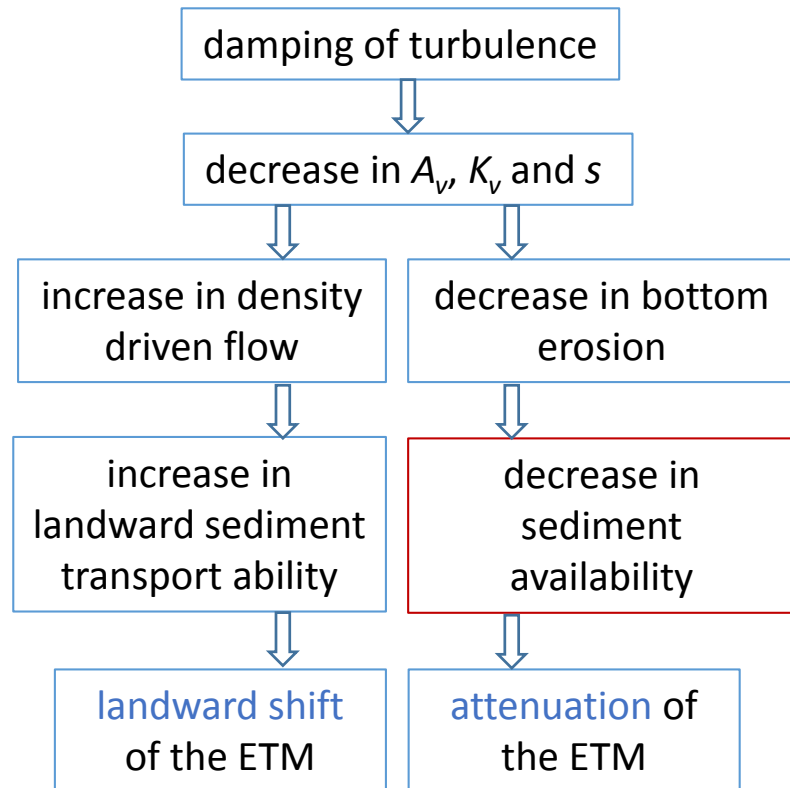 damping of turbulence
decrease in Av, Kv and s
increase in density
driven flow
decrease in bottom
erosion
increase in
landward sediment
transport ability
decrease in
sediment
availability
landward shift
of the ETM
attenuation of
the ETM